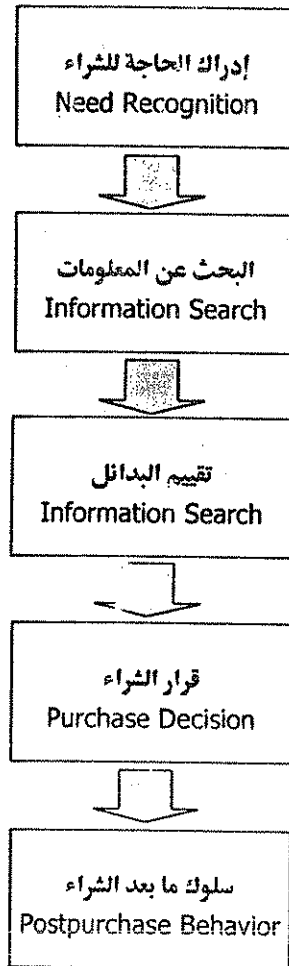 إدراك الحاجة للشراء
Need Recognition
البحث عن المعلومات
Information Search
تقييم البدائل
Information Search
قرار الشراء
Purchase Decision
سلوك ما بعد الشراء
Postpurchase Behavior